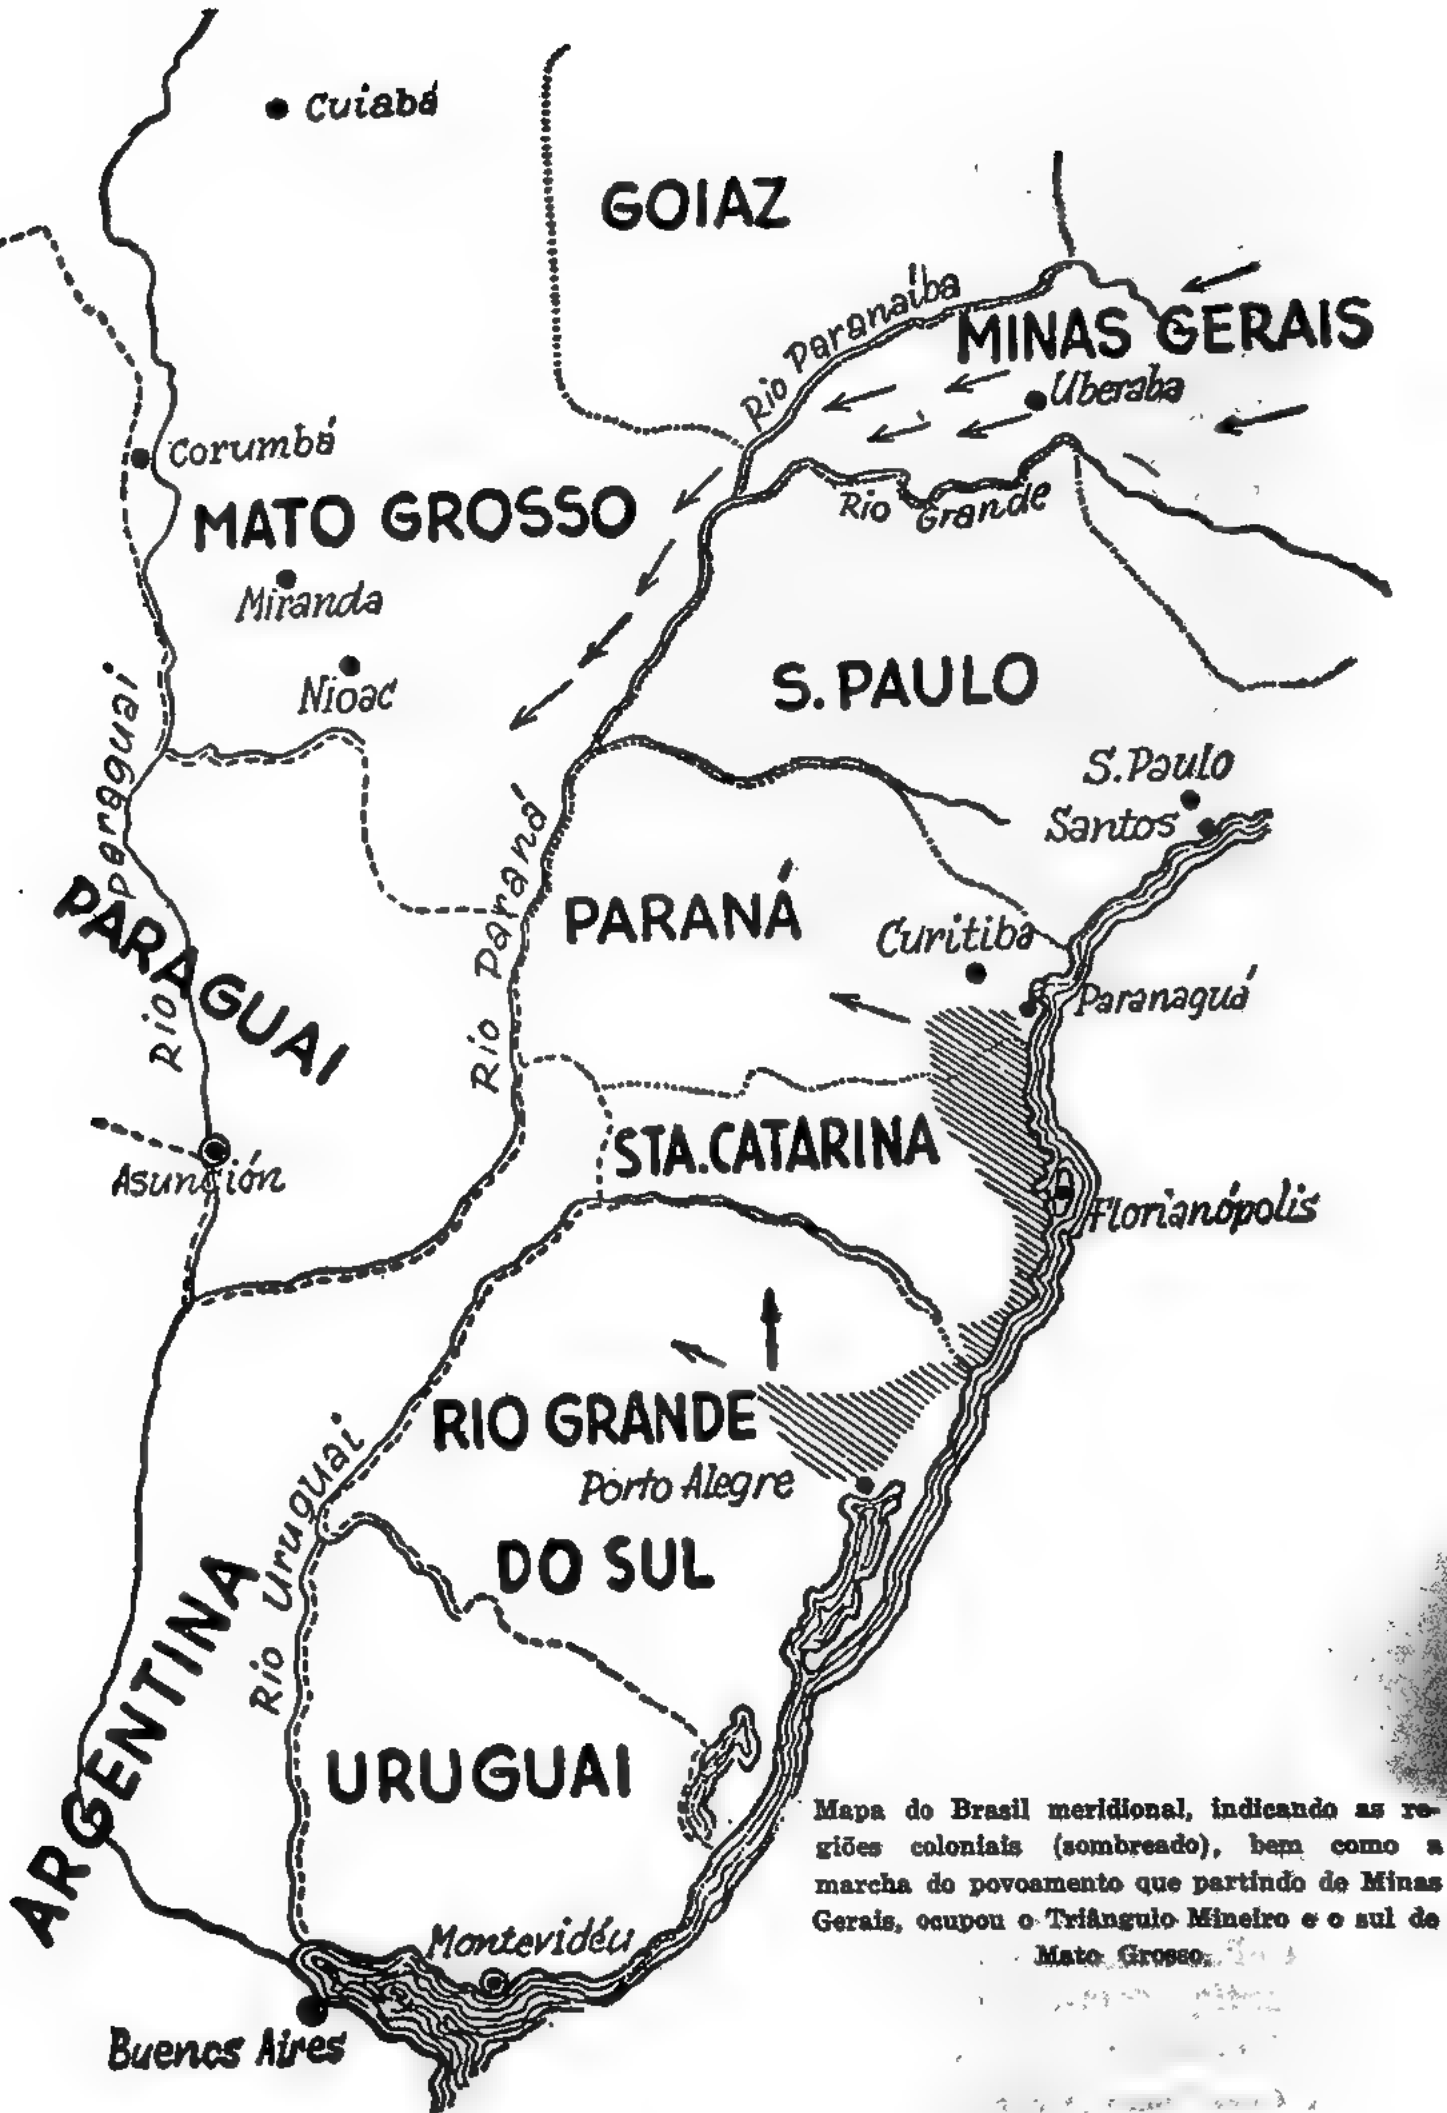 Cuiabá
GOIAZ
Rio Paranaíba
MINAS GERAIS
Uberaba
Corumbá
MATO GROSSO
Rio Grande
Miranda
Nioac
S. PAULO
S. Paulo
Santos
Rio Paraguai
PARAGUAI
Rio Paraná
PARANÁ
Curitiba
Paranaguá
Asunción
STA. CATARINA
Florianópolis
RIO GRANDE
Porto Alegre
DO SUL
Rio Uruguai
ARGENTINA
URUGUAI
Montevidéu
Buenos Aires
Mapa do Brasil meridional, indicando as re-
giões coloniais (sombreado), bem como a
marcha do povoamento que partindo de Minas
Gerais, ocupou o Triângulo Mineiro e o sul de
Mato Grosso.